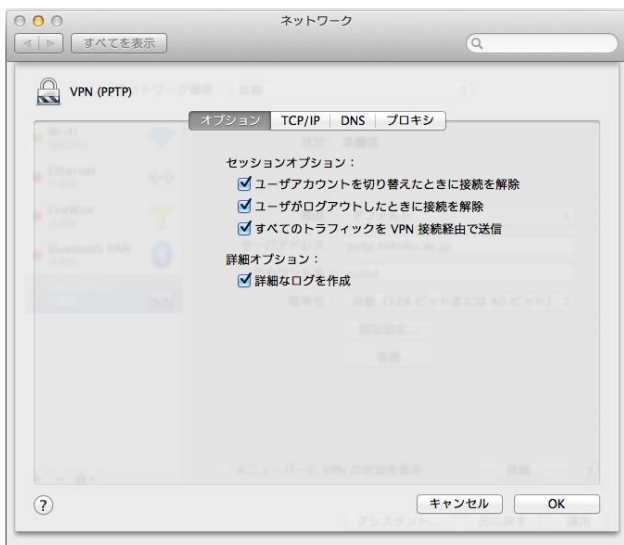 ネットワーク
すべてを表示
VPN (PPTP)
オプション TCP/IP DNS プロキシ
セッションオプション：
ユーザアカウントを切り替えたときに接続を解除
ユーザがログアウトしたときに接続を解除
すべてのトラフィックを VPN 接続経由で送信
詳細オプション：
詳細なログを作成
? キャンセル OK